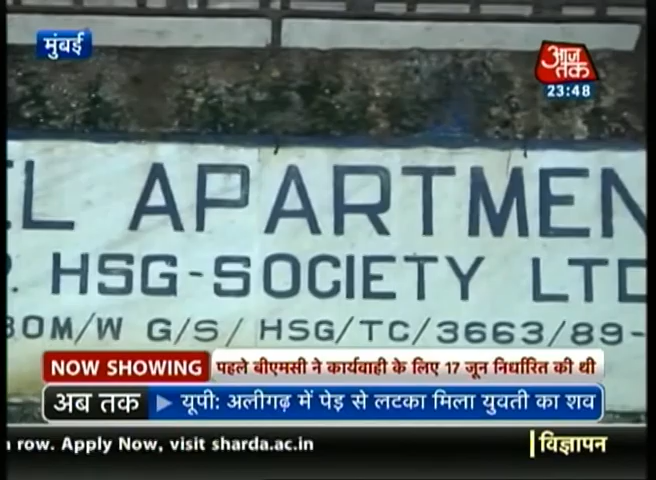 मुंबई
आज तक
23:48
EL APARTMEN
. HSG-SOCIETY LTD
BOM/W G/S/ HSG/TC/3663/89-
NOW SHOWING पहले बीएमसी ने कार्यवाही के लिए 17 जून निर्धारित की थी
अब तक यूपी: अलीगढ़ में पेड़ से लटका मिला युवती का शव
row. Apply Now, visit sharda.ac.in
विज्ञापन